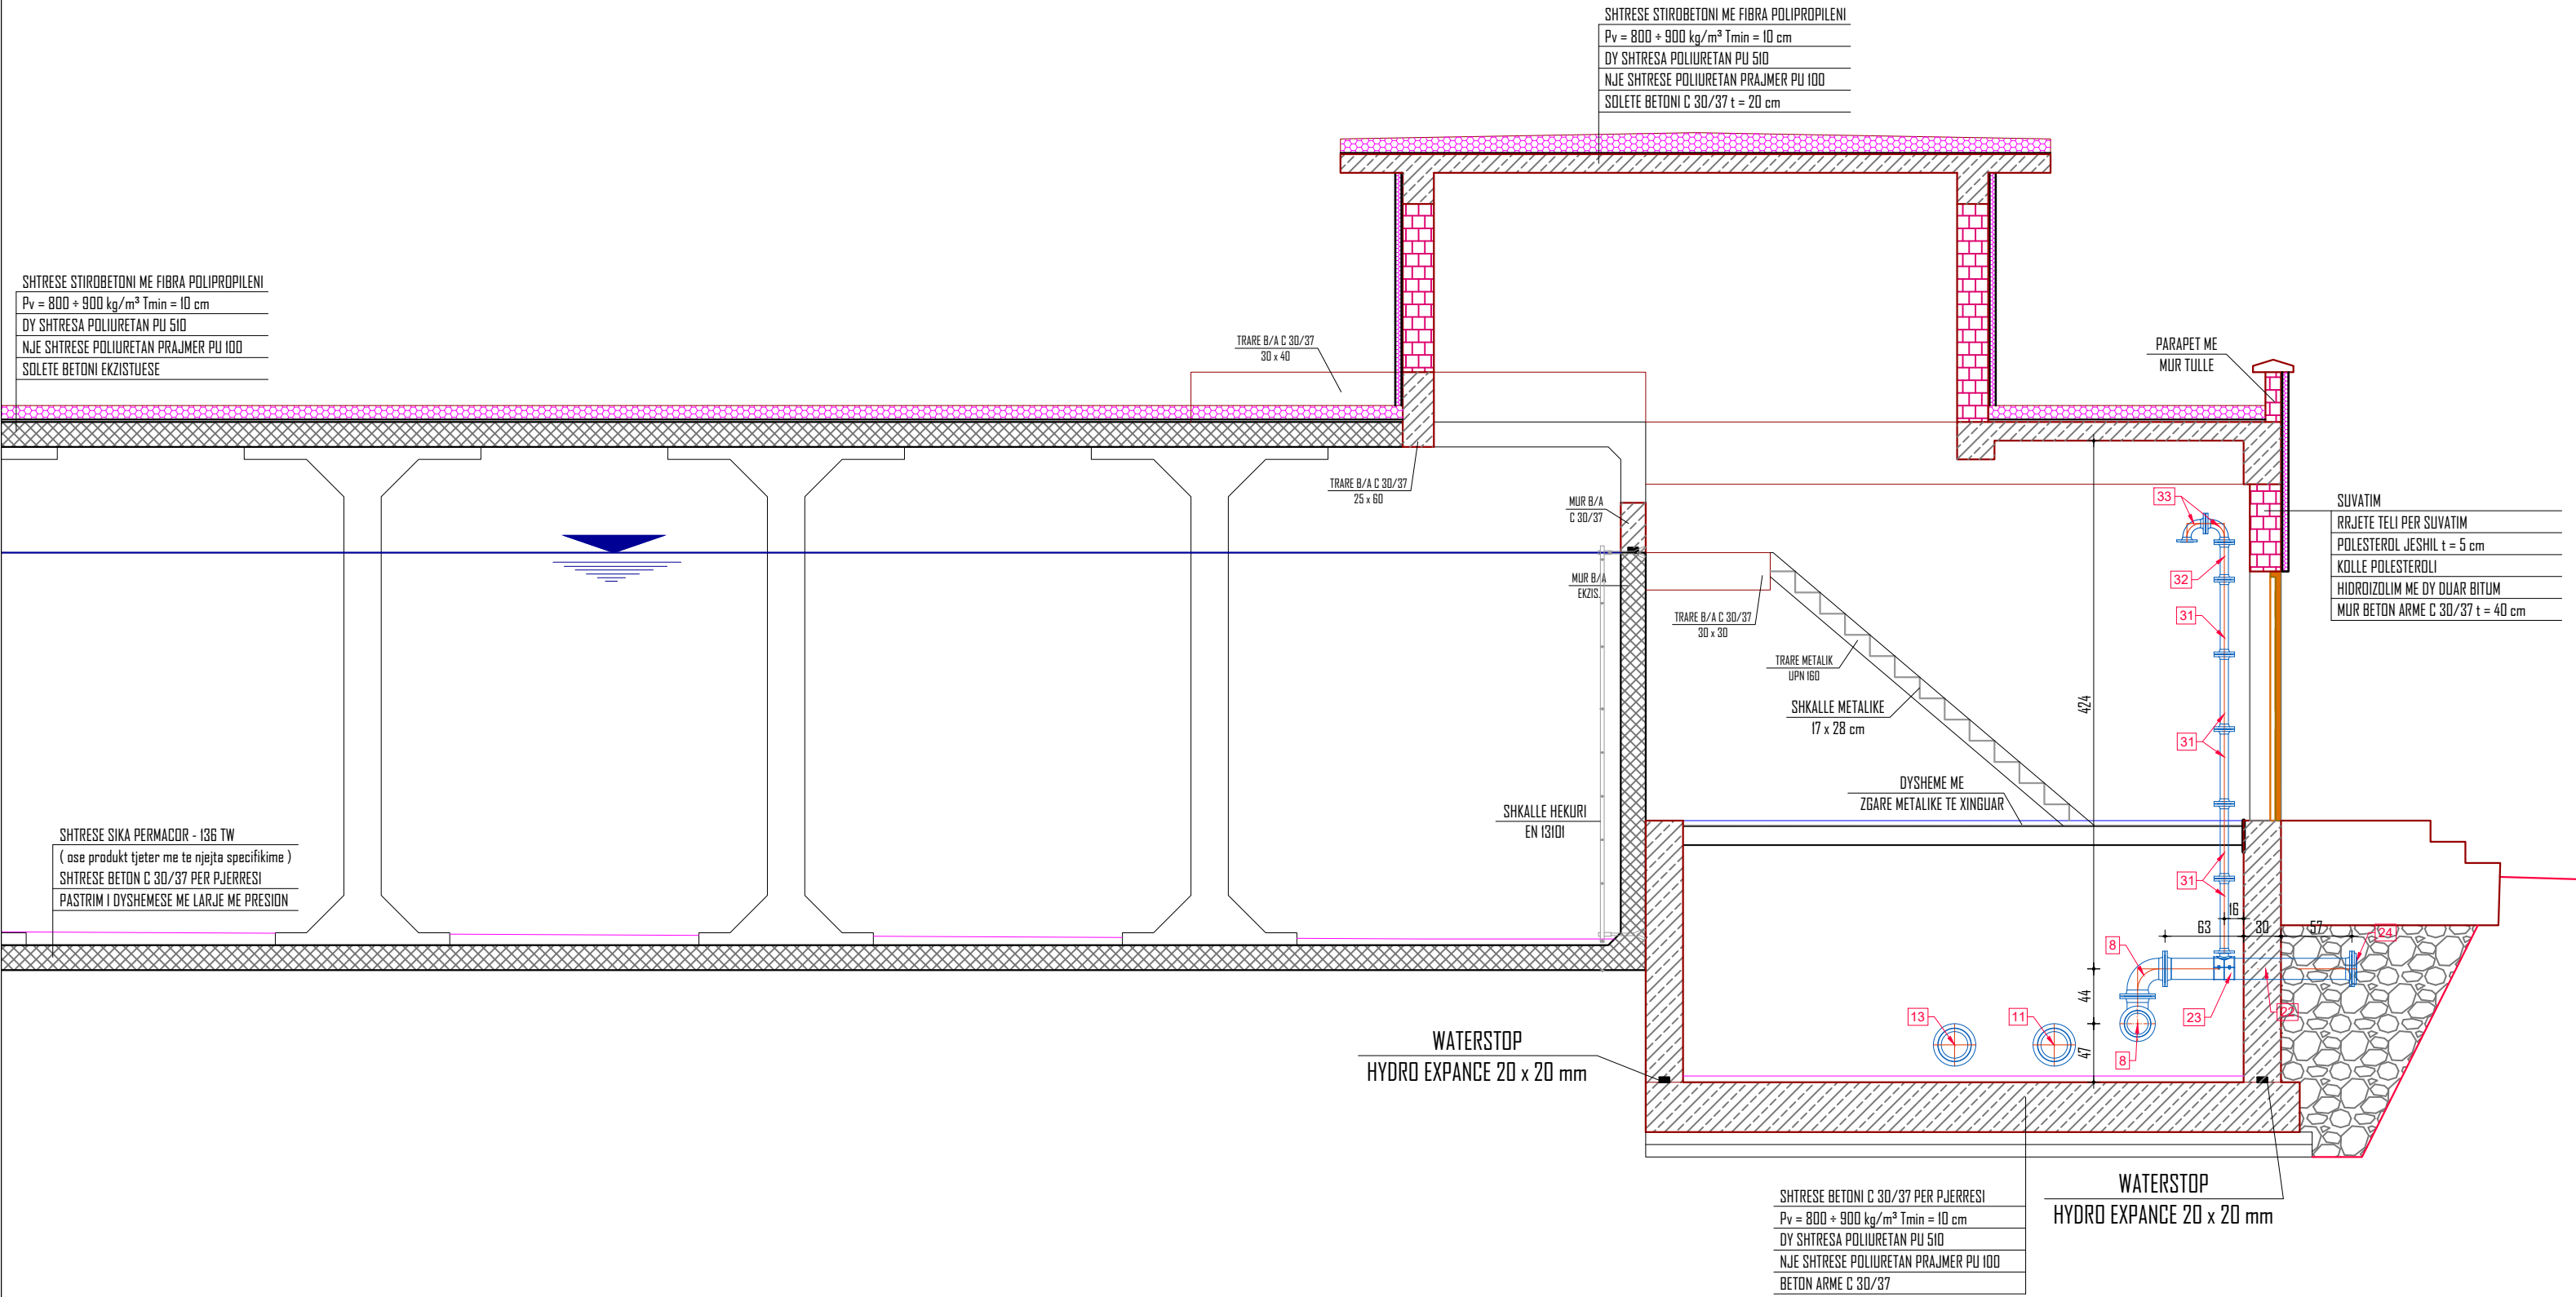 SHTRESE STIROBETONI ME FIBRA POLIPROPILENI
Pv = 800 ÷ 900 kg/m³ Tmin = 10 cm
DY SHTRESA POLIURETAN PU 510
NJE SHTRESE POLIURETAN PRAJMER PU 100
SOLETE BETONI C 30/37 t = 20 cm
SHTRESE STIROBETONI ME FIBRA POLIPROPILENI
Pv = 800 ÷ 900 kg/m³ Tmin = 10 cm
DY SHTRESA POLIURETAN PU 510
NJE SHTRESE POLIURETAN PRAJMER PU 100
SOLETE BETONI EKZISTUESE
TRARE B/A C 30/37
30 x 40
PARAPET ME
MUR TULLE
TRARE B/A C 30/37
25 x 60
MUR B/A
C 30/37
MUR B/A
EKZIS.
33
32
31
31
31
SUVATIM
RRJETE TELI PER SUVATIM
POLESTEROL JESHIL t = 5 cm
KOLLE POLESTEROLI
HIDROIZOLIM ME DY DUAR BITUM
MUR BETON ARME C 30/37 t = 40 cm
TRARE B/A C 30/37
30 x 30
TRARE METALIK
UPN 160
SHKALLE METALIKE
17 x 28 cm
424
DYSHEME ME
ZGARE METALIKE TE XINGUAR
SHKALLE HEKURI
EN 13101
SHTRESE SIKA PERMACOR - 136 TW
( ose produkt tjeter me te njejta specifikime )
SHTRESE BETON C 30/37 PER PJERRESI
PASTRIM I DYSHEMESE ME LARJE ME PRESION
16
63
30
57
24
8
44
13
11
23
22
47
8
WATERSTOP
HYDRO EXPANCE 20 x 20 mm
WATERSTOP
HYDRO EXPANCE 20 x 20 mm
SHTRESE BETONI C 30/37 PER PJERRESI
Pv = 800 ÷ 900 kg/m³ Tmin = 10 cm
DY SHTRESA POLIURETAN PU 510
NJE SHTRESE POLIURETAN PRAJMER PU 100
BETON ARME C 30/37